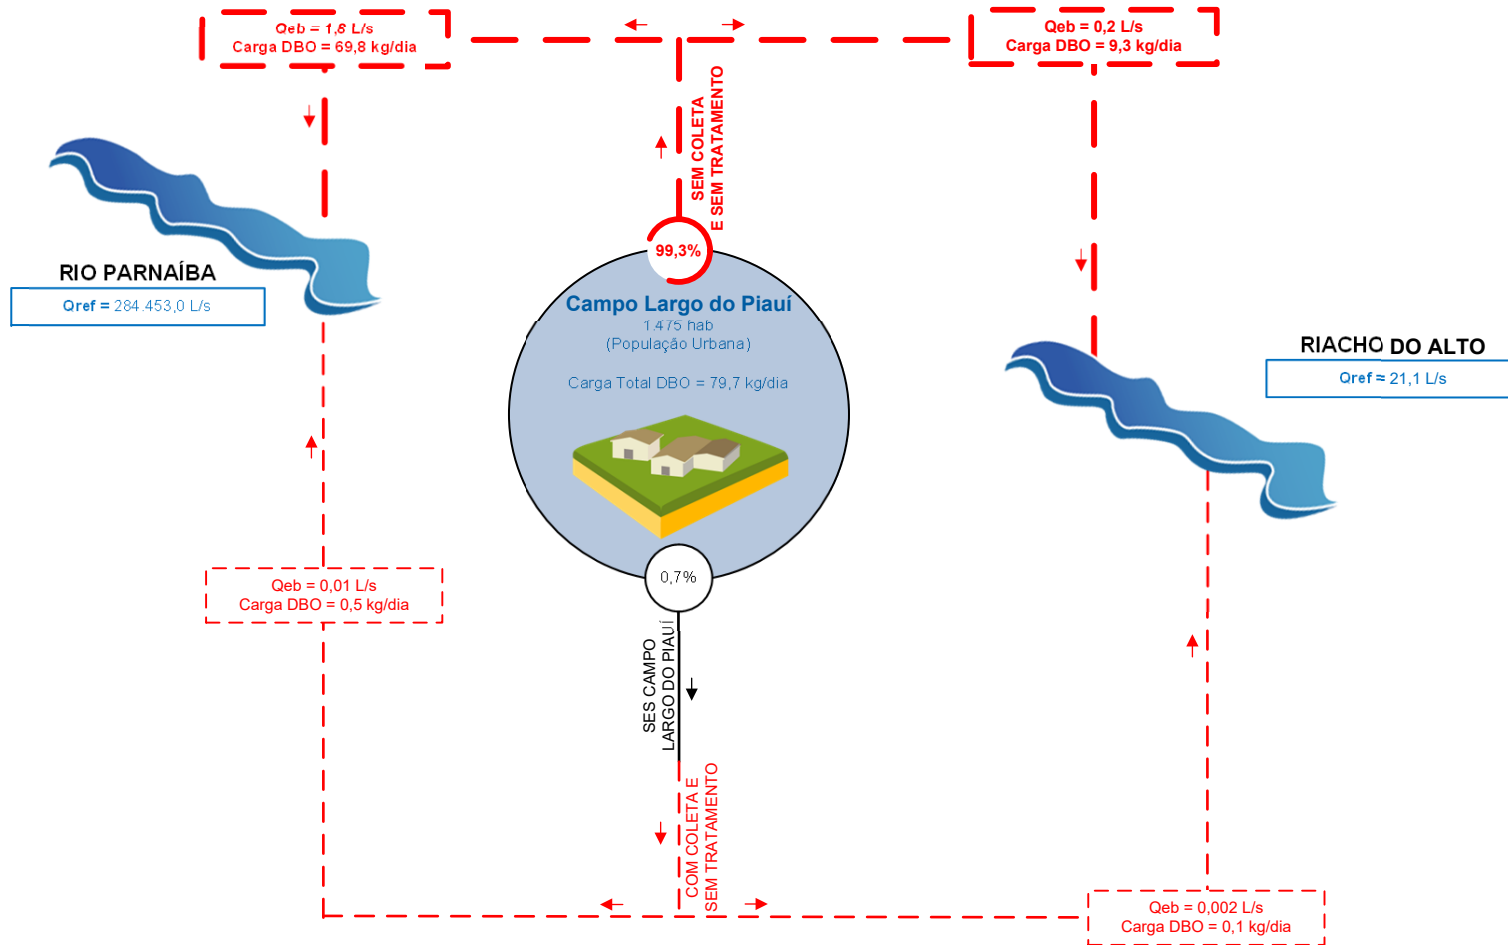 Qeb = 1,6 L/s
Carga DBO = 69,8 kg/dia
Qeb = 0,2 L/s
Carga DBO = 9,3 kg/dia
SEM COLETA
E SEM TRATAMENTO
99,3%
RIO PARNAÍBA
Qref = 284.453,0 L/s
Campo Largo do Piauí
1.475 hab
(População Urbana)
Carga Total DBO = 79,7 kg/dia
RIACHO DO ALTO
Qref = 21,1 L/s
0,7%
Qeb = 0,01 L/s
Carga DBO = 0,5 kg/dia
SES CAMPO
LARGO DO PIAUÍ
COM COLETA E
SEM TRATAMENTO
Qeb = 0,002 L/s
Carga DBO = 0,1 kg/dia